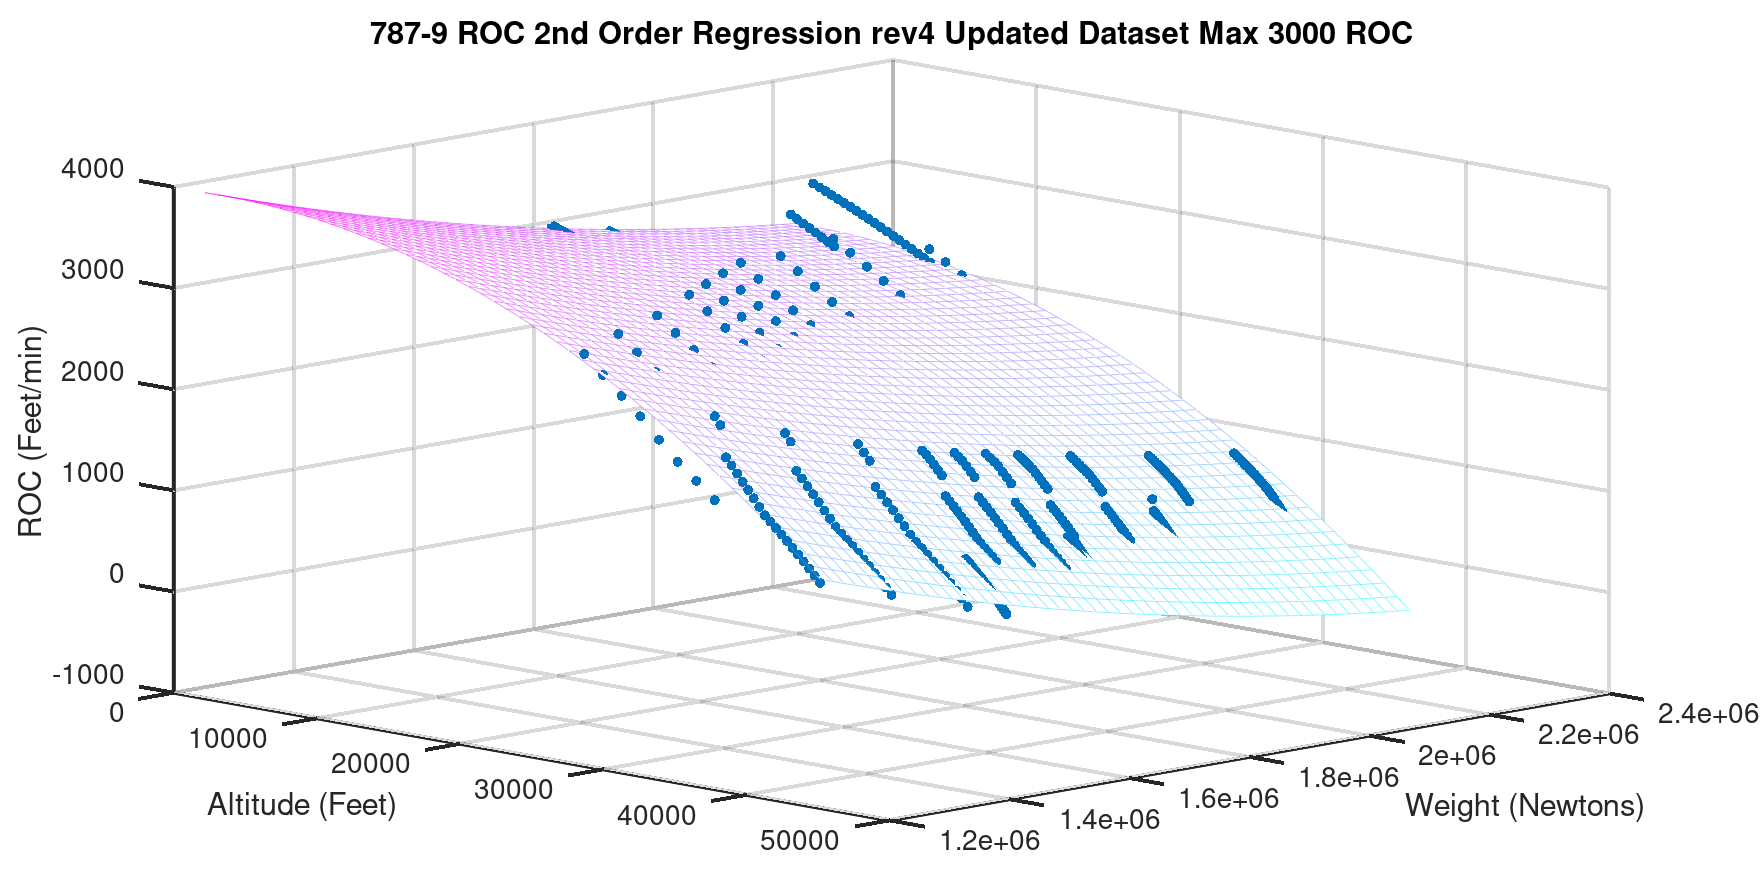 787-9 ROC 2nd Order Regression rev4 Updated Dataset Max 3000 ROC
4000
3000
2000
1000
0
-1000
ROC (Feet/min)
0
10000
20000
30000
40000
50000
Altitude (Feet)
1.2e+06
1.4e+06
1.6e+06
1.8e+06
2e+06
2.2e+06
2.4e+06
Weight (Newtons)